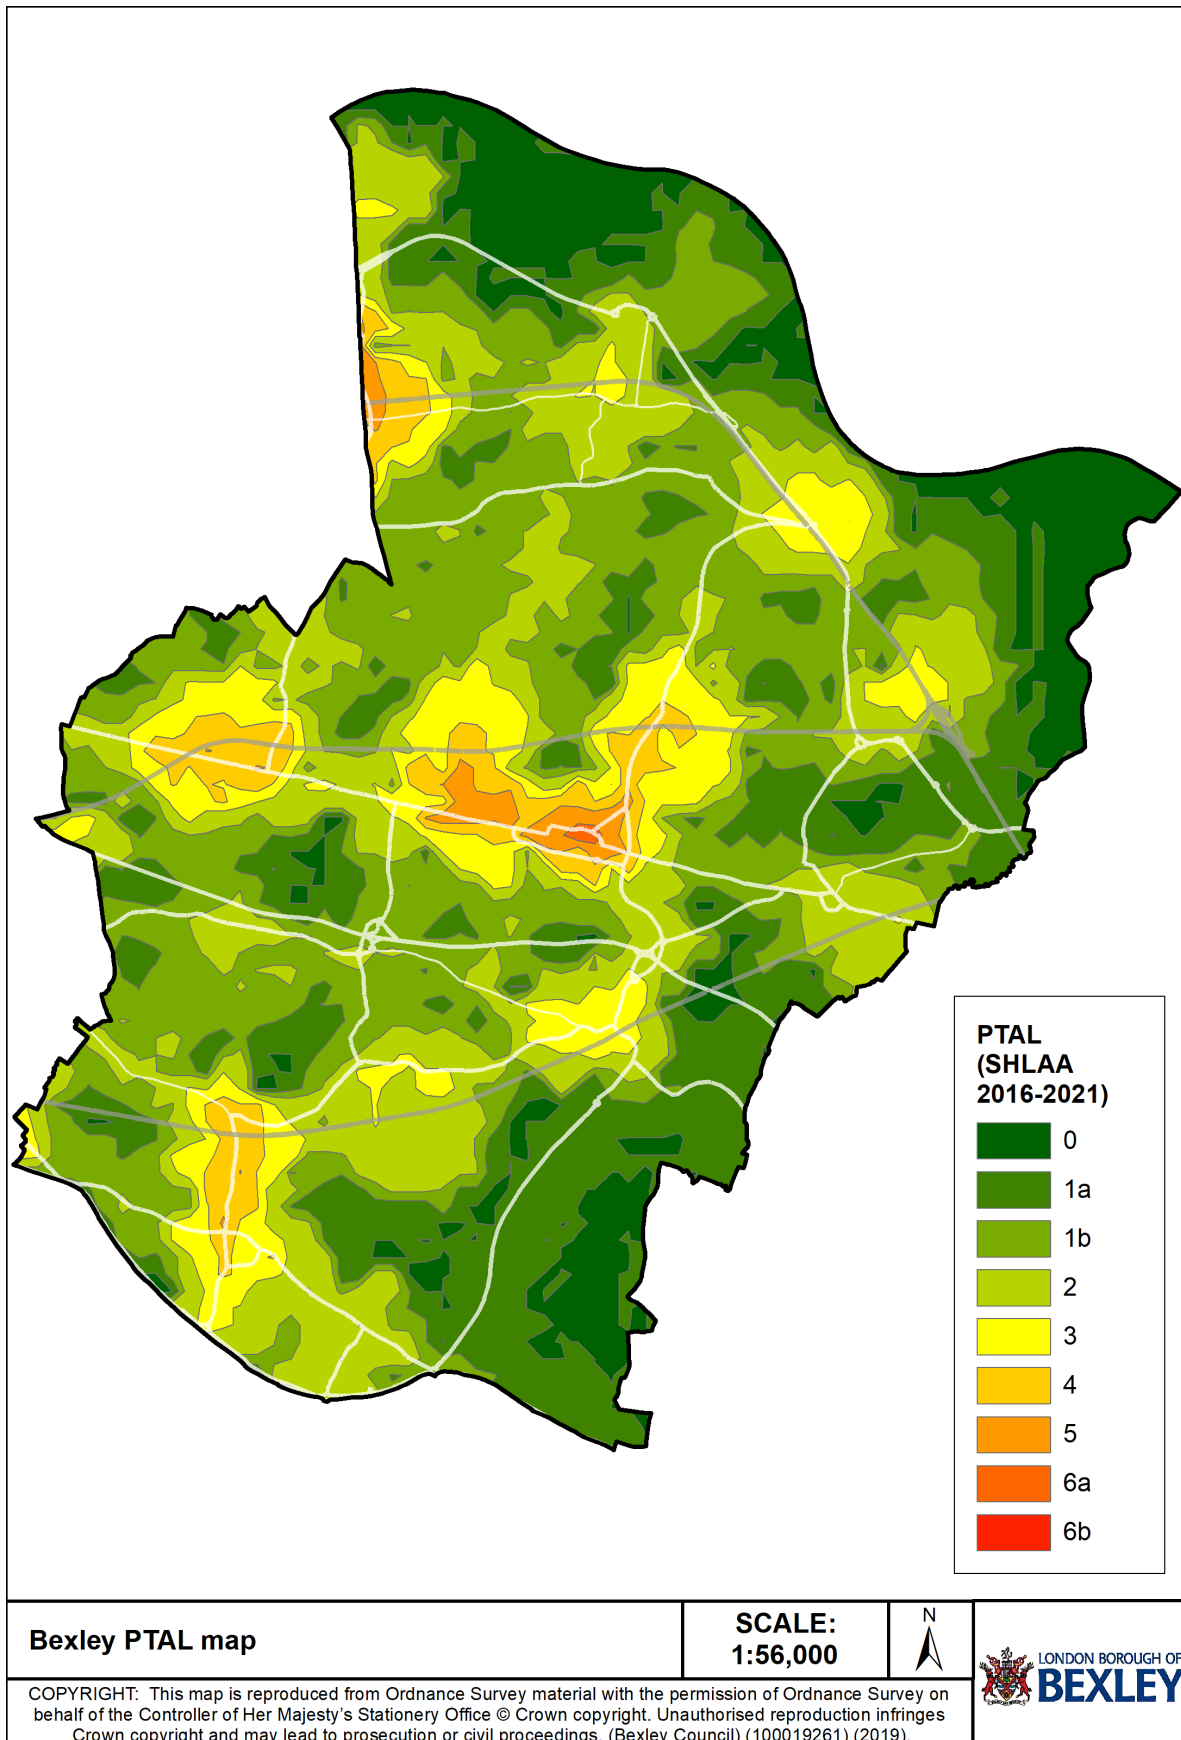 PTAL
(SHLAA
2016-2021)
0
1a
1b
2
3
4
5
6a
6b
Bexley PTAL map
SCALE:
1:56,000
N
LONDON BOROUGH OF
BEXLEY
COPYRIGHT: This map is reproduced from Ordnance Survey material with the permission of Ordnance Survey on
behalf of the Controller of Her Majesty's Stationery Office © Crown copyright. Unauthorised reproduction infringes
Crown copyright and may lead to prosecution or civil proceedings. (Bexley Council) (100019261) (2019).